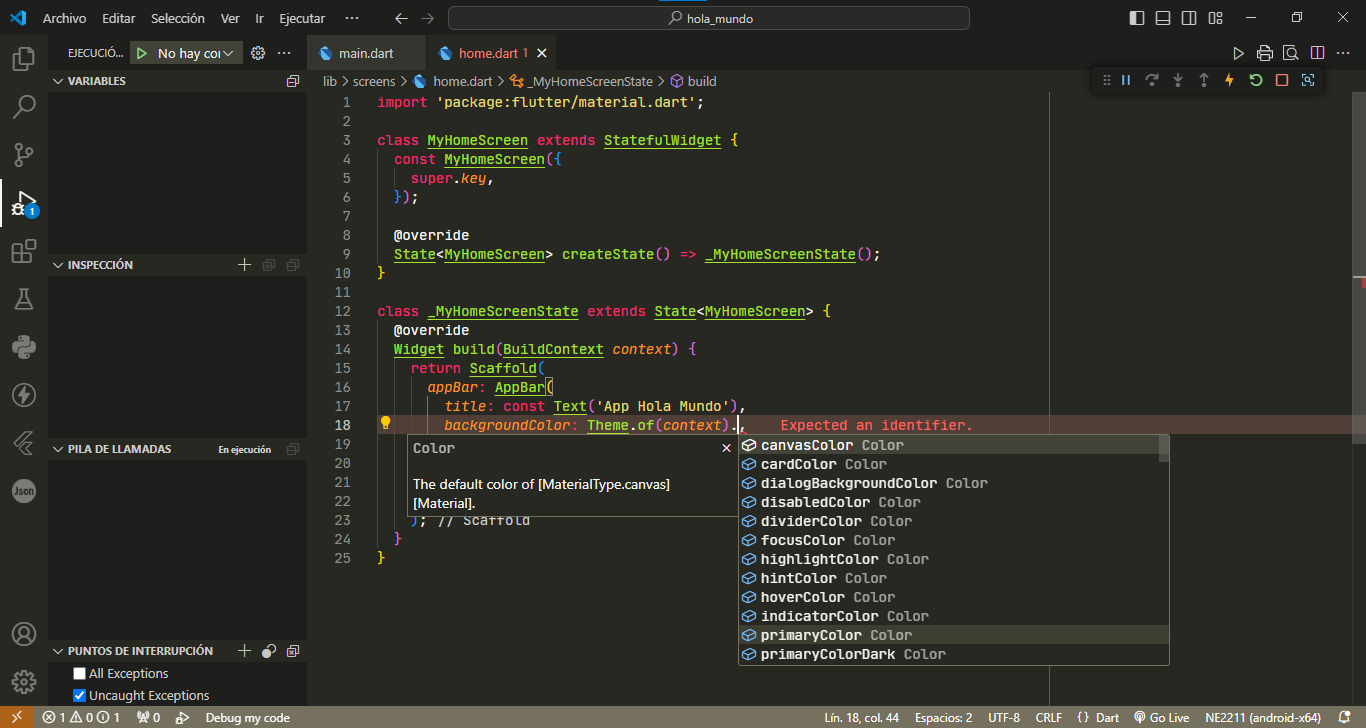 Archivo Editar Selección Ver Ir Ejecutar ··· hola_mundo
EJECUCIÓ... No hay cor ··· main.dart home.dart 1
VARIABLES
lib > screens > home.dart > _MyHomeScreenState > build
1 import 'package:flutter/material.dart';
2
3 class MyHomeScreen extends StatefulWidget {
4 const MyHomeScreen({
5 super.key,
6 });
7
8 @override
9 State<MyHomeScreen> createState() => _MyHomeScreenState();
10 }
11
12 class _MyHomeScreenState extends State<MyHomeScreen> {
13 @override
14 Widget build(BuildContext context) {
15 return Scaffold(
16 appBar: AppBar(
17 title: const Text('App Hola Mundo'),
18 backgroundColor: Theme.of(context)., Expected an identifier.
19
20
21
22
23 ); // Scaffold
24 }
25 }
Color
The default color of [MaterialType.canvas]
[Material].
canvasColor Color
cardColor Color
dialogBackgroundColor Color
disabledColor Color
dividerColor Color
focusColor Color
highlightColor Color
hintColor Color
hoverColor Color
indicatorColor Color
primaryColor Color
primaryColorDark Color
INSPECCIÓN
PILA DE LLAMADAS En ejecución
PUNTOS DE INTERRUPCIÓN
All Exceptions
Uncaught Exceptions
1
Json
1 0 1 0 Debug my code Lín. 18, col. 44 Espacios: 2 UTF-8 CRLF {} Dart Go Live NE2211 (android-x64)